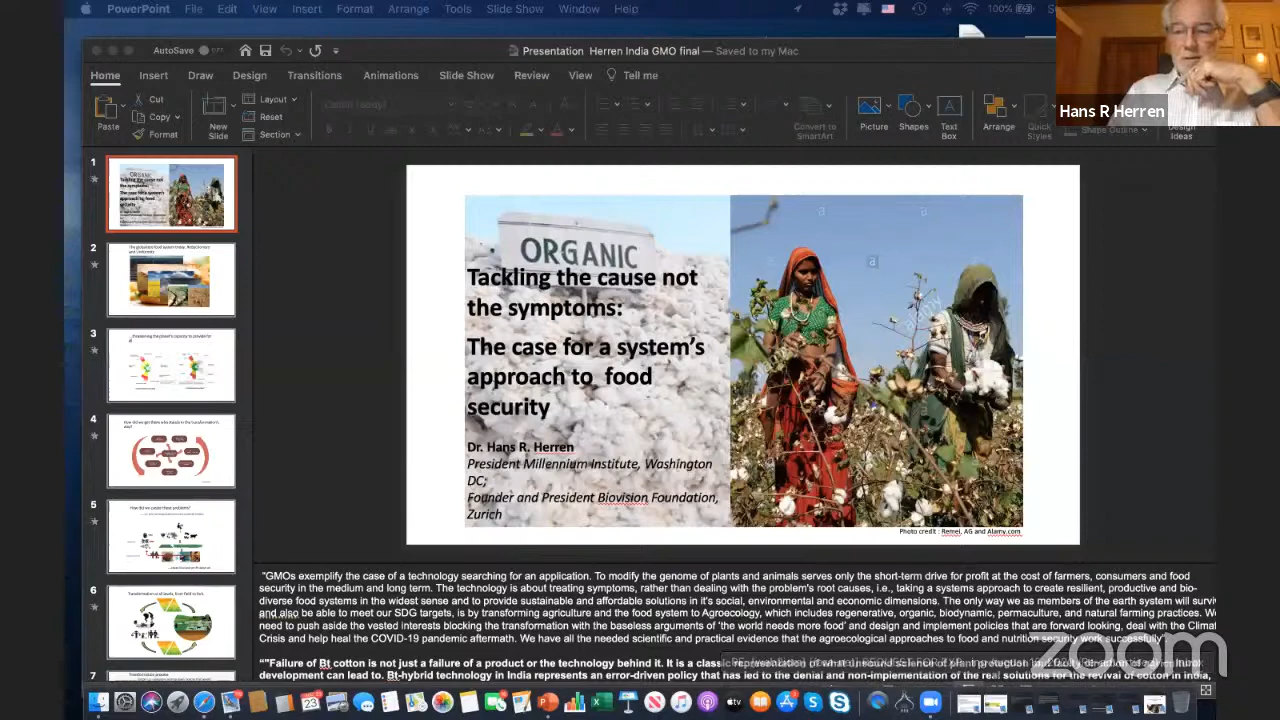 PowerPoint File Edit View Insert Format Arrange Tools Slide Show Window Help
100%
AutoSave OFF
Presentation Herren India GMO final — Saved to my Mac
Home Insert Draw Design Transitions Animations Slide Show Review View Tell me
Paste
Cut
Copy
Format
New Slide
Layout
Reset
Section
Convert to SmartArt
Picture
Shapes
Text Box
Arrange
Quick Styles
Shape Outline
Design Ideas
Hans R Herren
1
2
3
4
5
6
7
ORGANIC
Tackling the cause not
the symptoms:
The case for a system’s
approach to food
security
Dr. Hans R. Herren
President Millennium Institute, Washington
DC;
Founder and President Biovision Foundation,
Zurich
Photo credit : Remei, AG and Alamy.com
"GMOs exemplify the case of a technology searching for an application. To modify the genome of plants and animals serves only the short-term drive for profit at the cost of farmers, consumers and food
security in the medium and long term. The technology is about treating symptoms, rather than dealing with the problem's root causes, i.e., taking a systems approach to create resilient, productive and bio-
diverse food systems in the widest sense and to provide sustainable and affordable solutions in it's social, environmental and economic dimensions. The only way we as members of the earth system will
and also be able to meet our SDG targets, is by transforming agriculture and the food system to Agroecology, which includes regenerative, organic, biodynamic, permaculture, and natural farming practices.
need to push aside the vested interests blocking the transformation with the baseless arguments of 'the world needs more food' and design and implement policies that are forward looking, deal with the
Crisis and help heal the COVID-19 pandemic aftermath. We have all the needed scientific and practical evidence that the agroecological approaches to food and nutrition security work successfully"
""Failure of Bt cotton is not just a failure of a product or the technology behind it. It is a classic representation of what
development can lead to. Bt-hybrid technology in India represents an error-driven policy that has led to the denial and non-implementation of the real solutions for the revival of cotton in India,
zoom